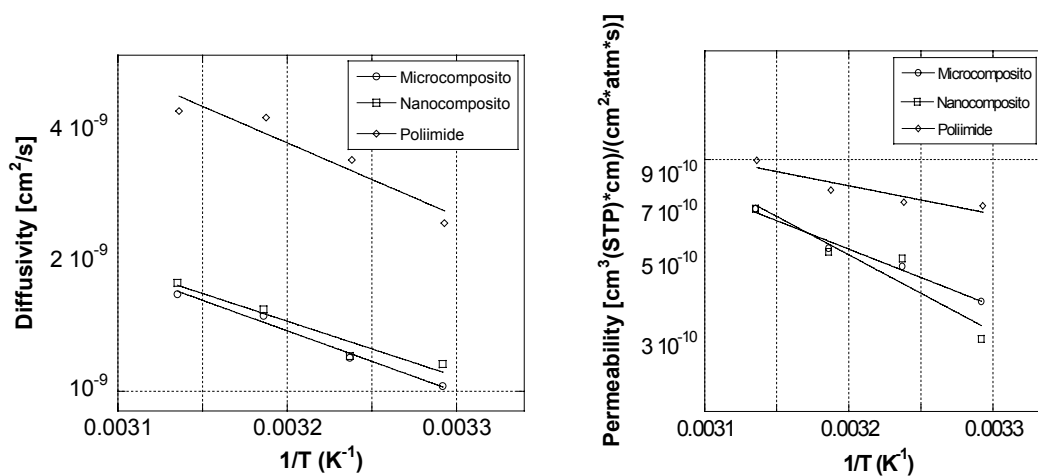 Diffusivity [cm²/s]
4 10⁻⁹
2 10⁻⁹
10⁻⁹
0.0031
0.0032
0.0033
1/T (K⁻¹)
Microcomposito
Nanocomposito
Poliimide
Permeability [cm³(STP)*cm)/(cm²*atm*s)]
9 10⁻¹⁰
7 10⁻¹⁰
5 10⁻¹⁰
3 10⁻¹⁰
0.0031
0.0032
0.0033
1/T (K⁻¹)
Microcomposito
Nanocomposito
Poliimide